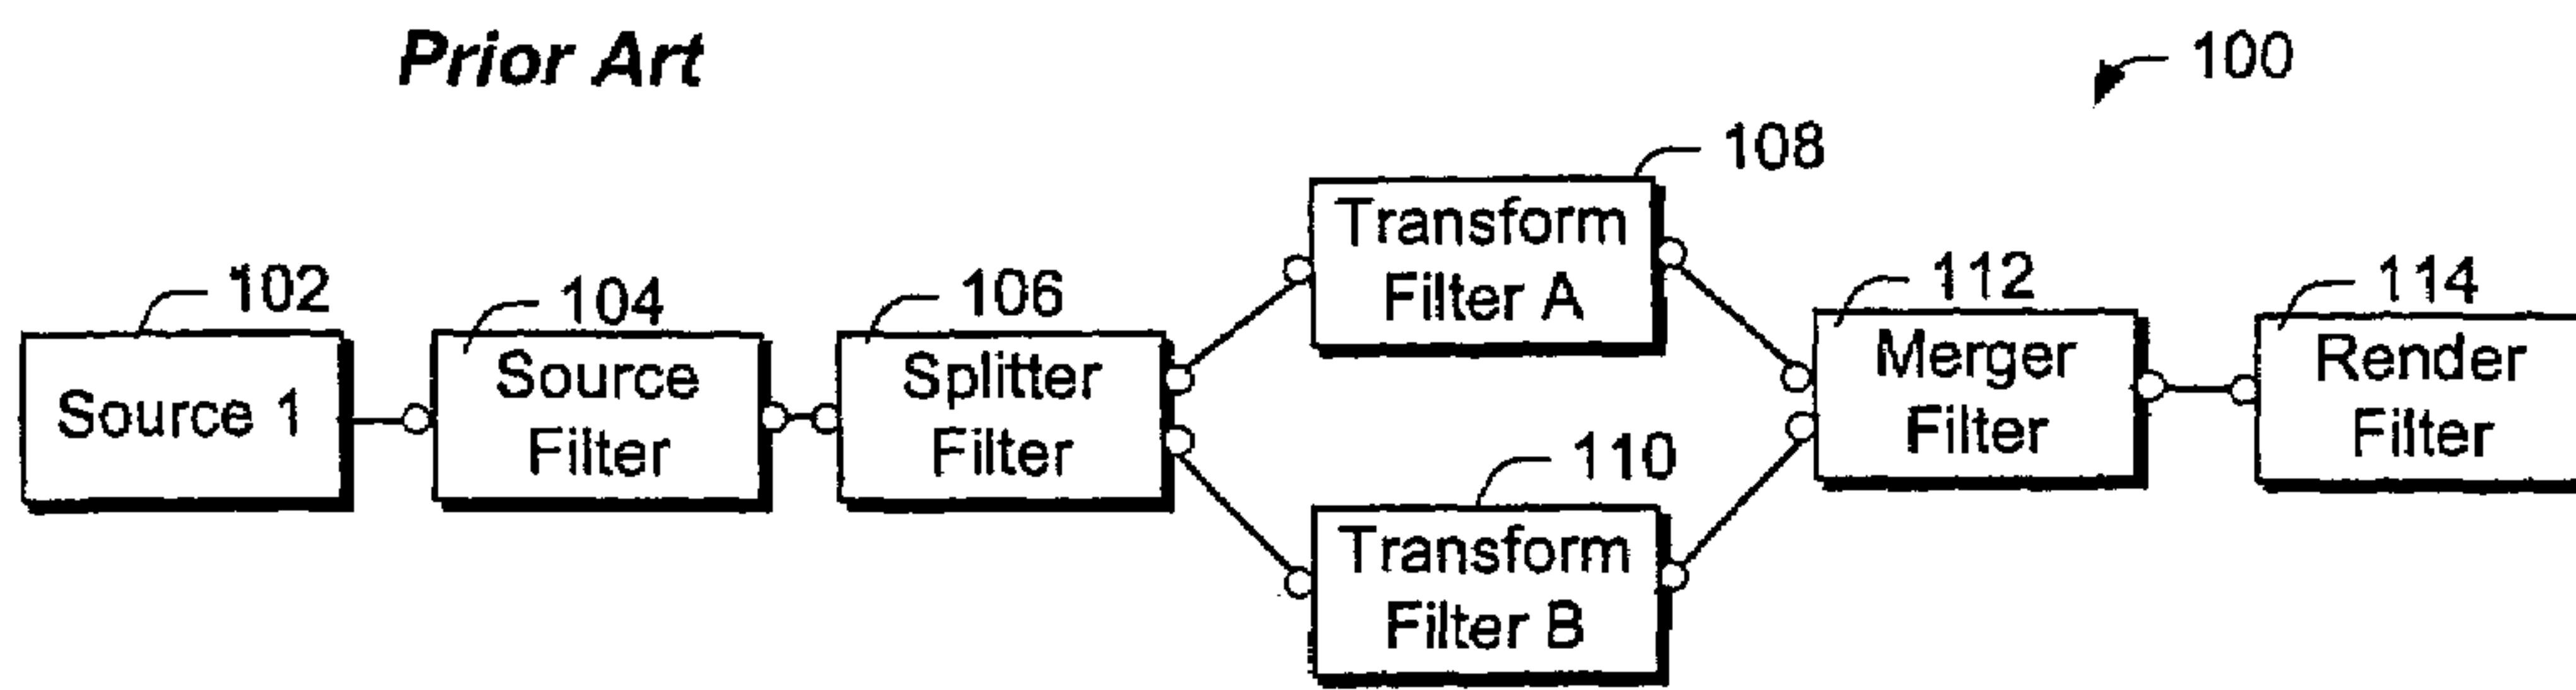 Prior Art
100
102
Source 1
104
Source
Filter
106
Splitter
Filter
108
Transform
Filter A
110
Transform
Filter B
112
Merger
Filter
114
Render
Filter